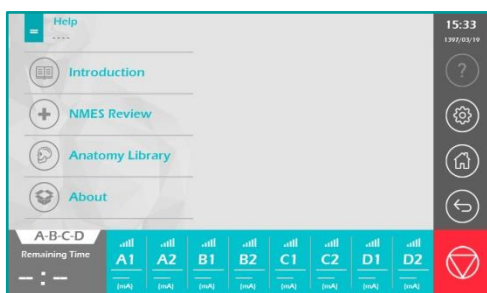 Help
----
15:33
1397/03/19
?
Introduction
NMES Review
Anatomy Library
About
A-B-C-D
Remaining Time
- : -
A1 A2 B1 B2 C1 C2 D1 D2
[mA] [mA] [mA] [mA] [mA] [mA] [mA] [mA]